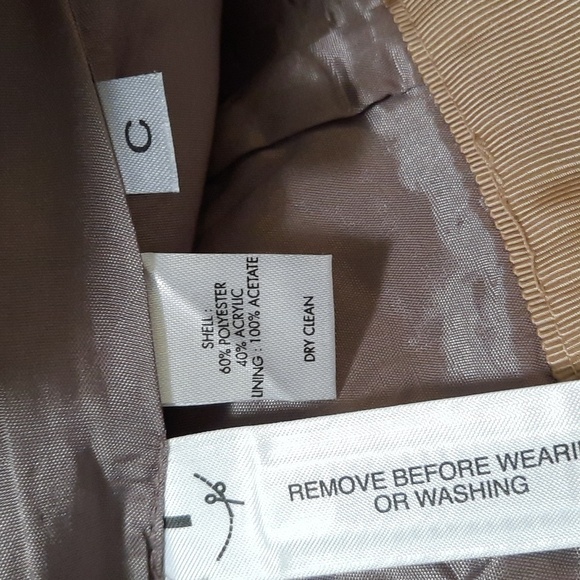 C
SHELL :
60% POLYESTER
40% ACRYLIC
LINING : 100% ACETATE
DRY CLEAN
REMOVE BEFORE WEARI
OR WASHING